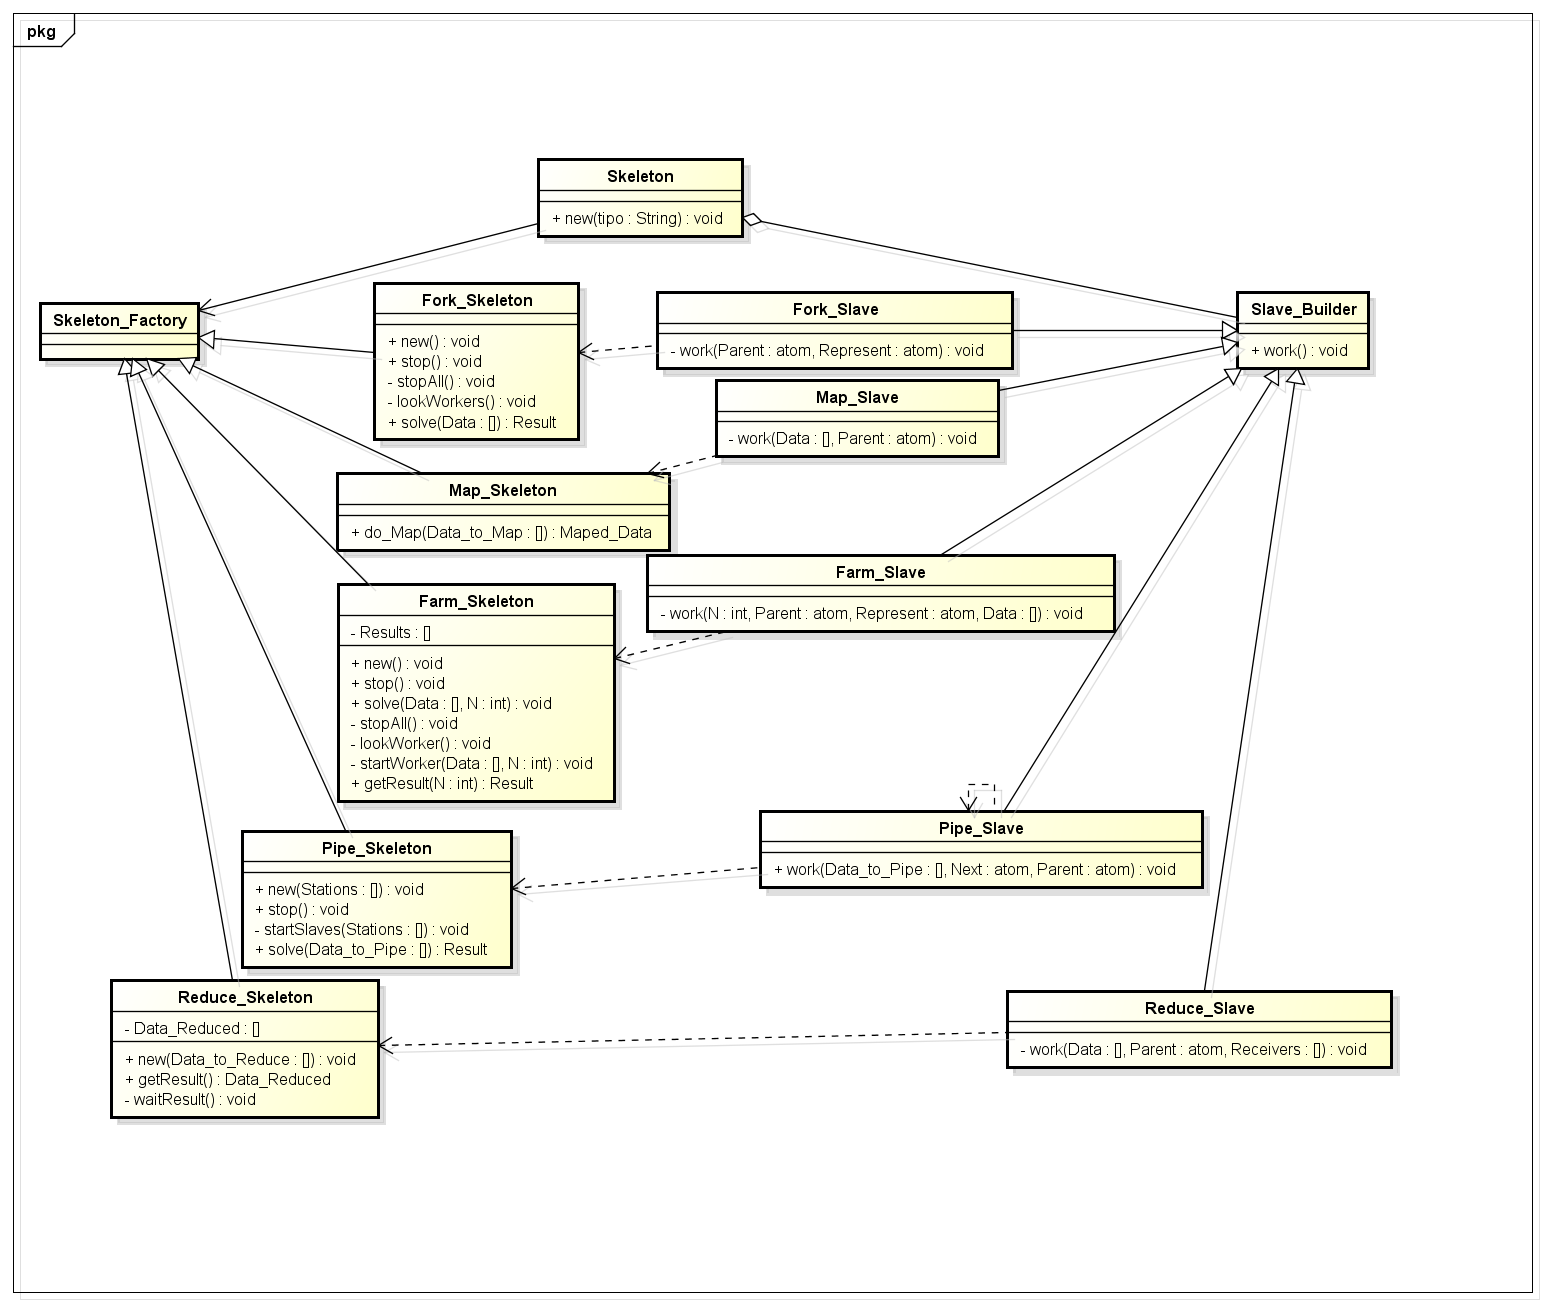 pkg
Skeleton
+ new(tipo : String) : void
Skeleton_Factory
Fork_Skeleton
+ new() : void
+ stop() : void
- stopAll() : void
- lookWorkers() : void
+ solve(Data : []) : Result
Fork_Slave
- work(Parent : atom, Represent : atom) : void
Slave_Builder
+ work() : void
Map_Slave
- work(Data : [], Parent : atom) : void
Map_Skeleton
+ do_Map(Data_to_Map : []) : Maped_Data
Farm_Slave
- work(N : int, Parent : atom, Represent : atom, Data : []) : void
Farm_Skeleton
- Results : []
+ new() : void
+ stop() : void
+ solve(Data : [], N : int) : void
- stopAll() : void
- lookWorker() : void
- startWorker(Data : [], N : int) : void
+ getResult(N : int) : Result
Pipe_Slave
+ work(Data_to_Pipe : [], Next : atom, Parent : atom) : void
Pipe_Skeleton
+ new(Stations : []) : void
+ stop() : void
- startSlaves(Stations : []) : void
+ solve(Data_to_Pipe : []) : Result
Reduce_Skeleton
- Data_Reduced : []
+ new(Data_to_Reduce : []) : void
+ getResult() : Data_Reduced
- waitResult() : void
Reduce_Slave
- work(Data : [], Parent : atom, Receivers : []) : void